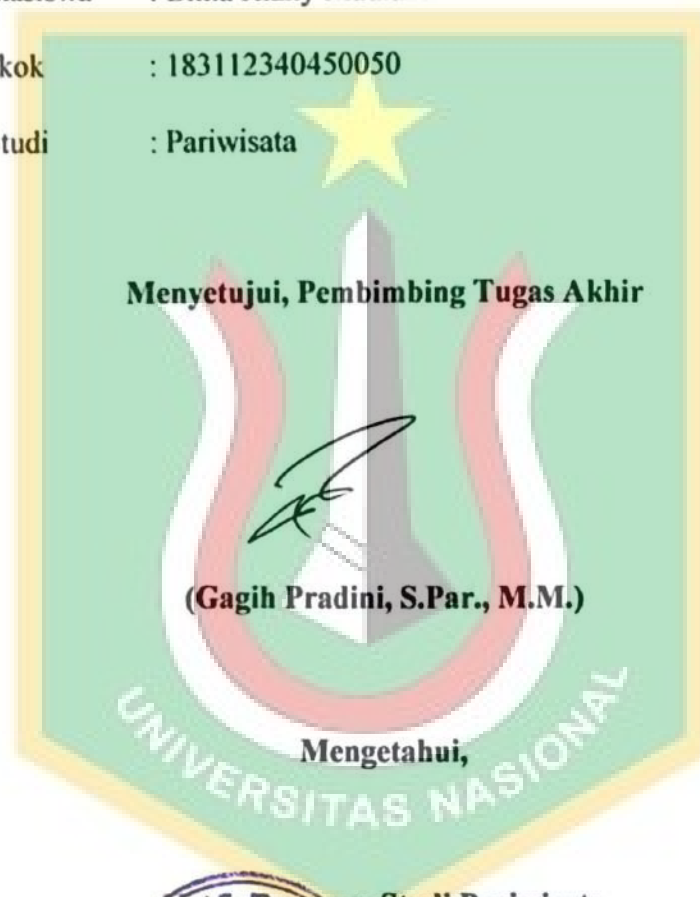 kok : 183112340450050
tudi : Pariwisata
Menyetujui, Pembimbing Tugas Akhir
(Gagih Pradini, S.Par., M.M.)
Mengetahui,
UNIVERSITAS NASIONAL